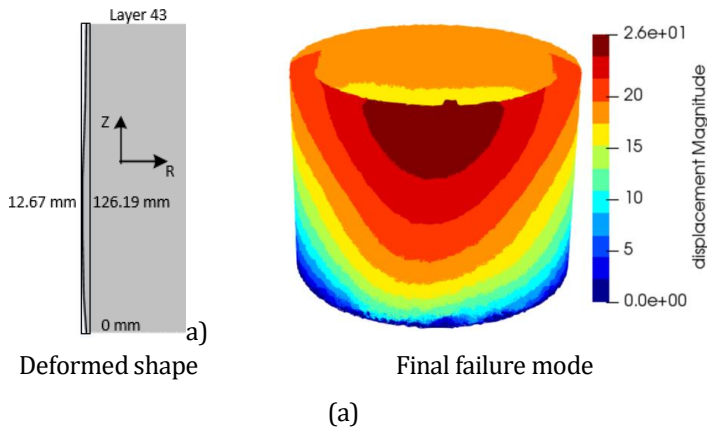 Layer 43
Z
R
12.67 mm
126.19 mm
0 mm
a)
Deformed shape
2.6e+01
20
15
10
5
0.0e+00
displacement Magnitude
Final failure mode
(a)